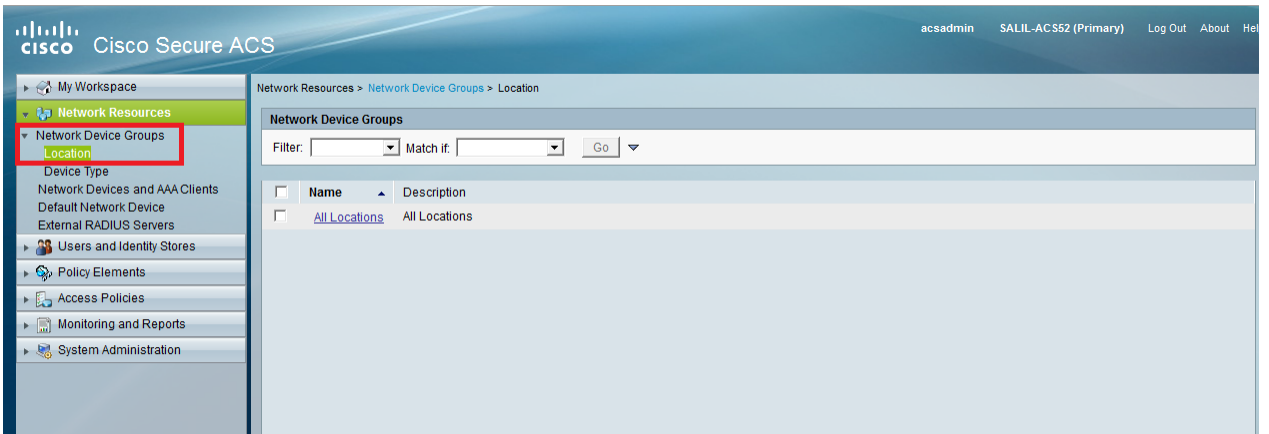 CISCO Cisco Secure ACS
acsadmin SALIL-ACS52 (Primary) Log Out About Hel
My Workspace
Network Resources
Network Device Groups
Location
Device Type
Network Devices and AAA Clients
Default Network Device
External RADIUS Servers
Users and Identity Stores
Policy Elements
Access Policies
Monitoring and Reports
System Administration
Network Resources > Network Device Groups > Location
Network Device Groups
Filter: Match if: Go
Name Description
All Locations All Locations